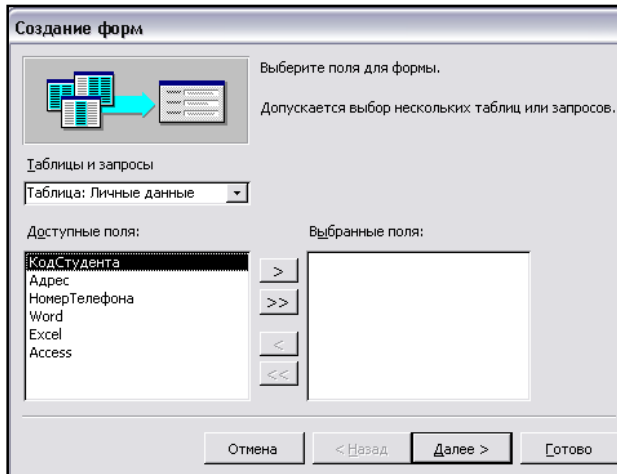 Создание форм
Выберите поля для формы.
Допускается выбор нескольких таблиц или запросов.
Таблицы и запросы
Таблица: Личные данные
Доступные поля:
Выбранные поля:
КодСтудента
Адрес
НомерТелефона
Word
Excel
Access
>
>>
<
<<
Отмена
< Назад
Далее >
Готово